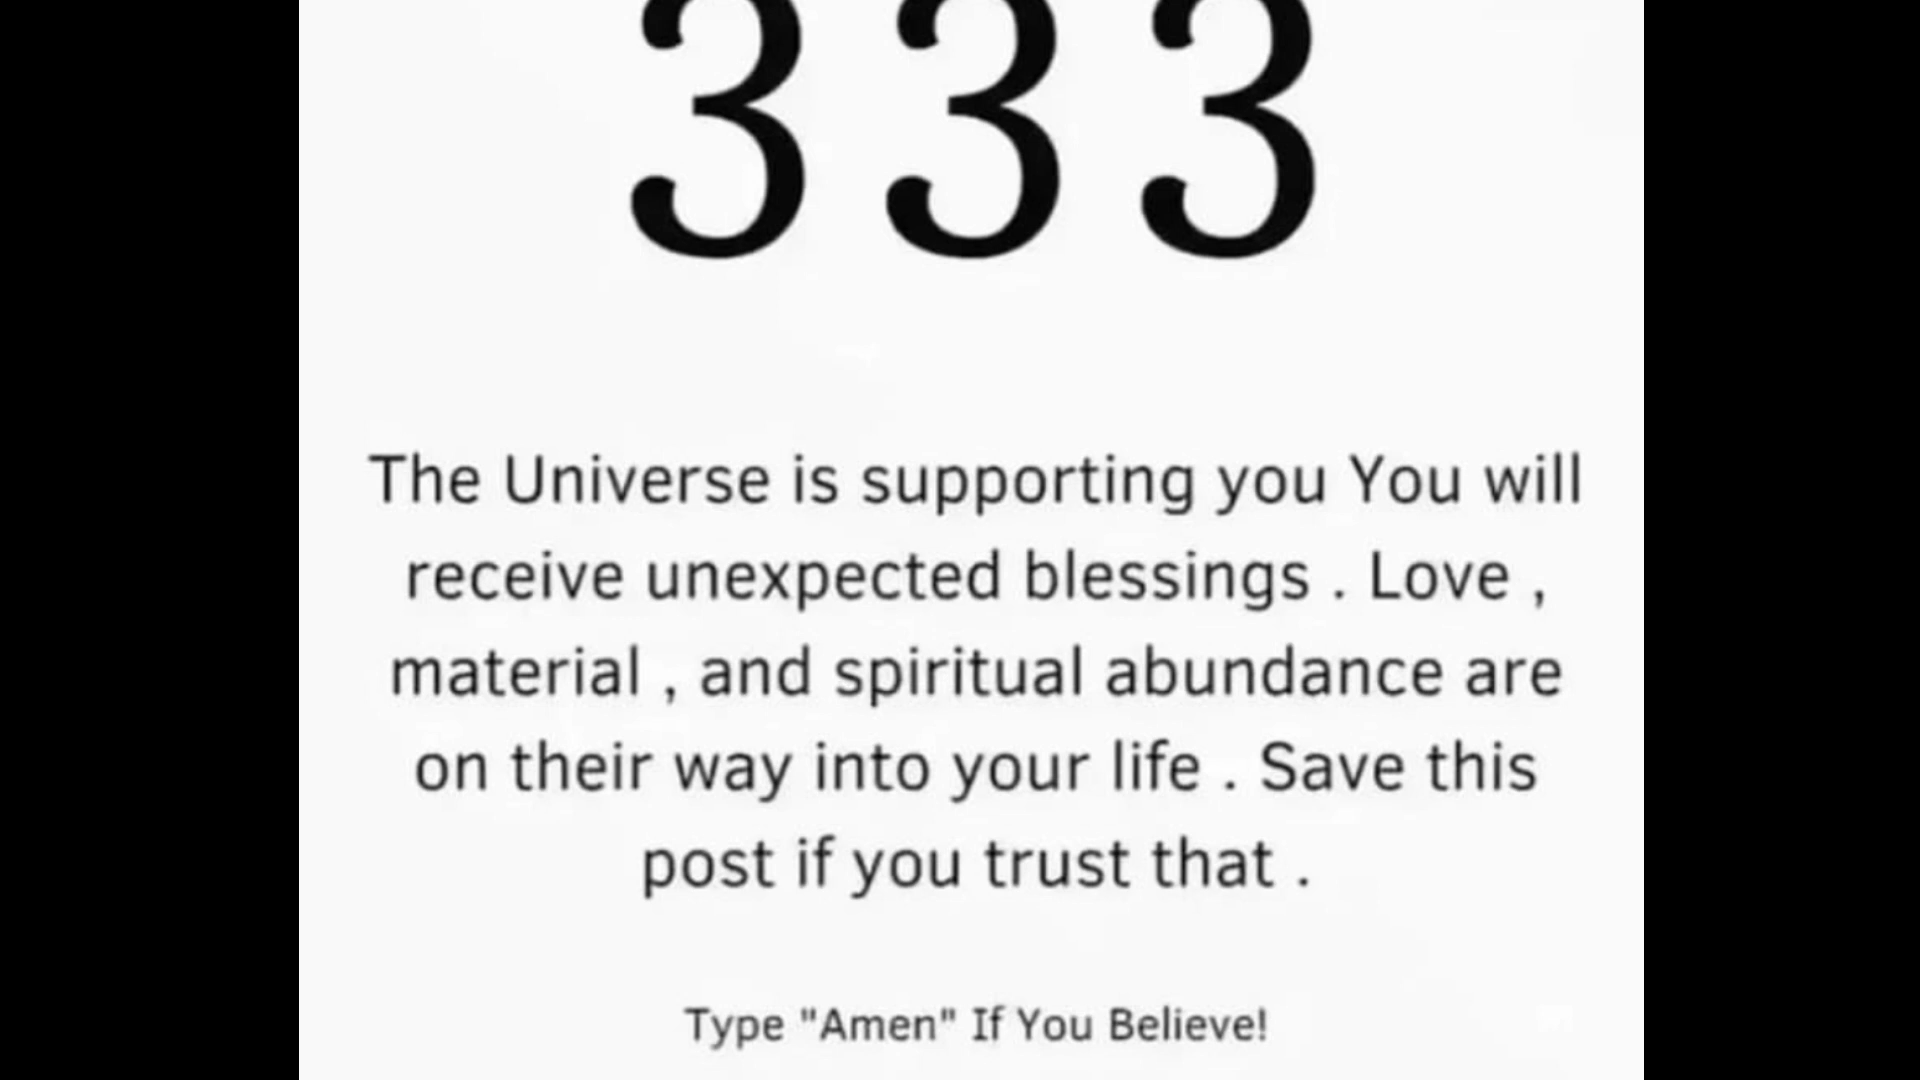 333
The Universe is supporting you You will
receive unexpected blessings . Love ,
material , and spiritual abundance are
on their way into your life . Save this
post if you trust that .
Type "Amen" If You Believe!